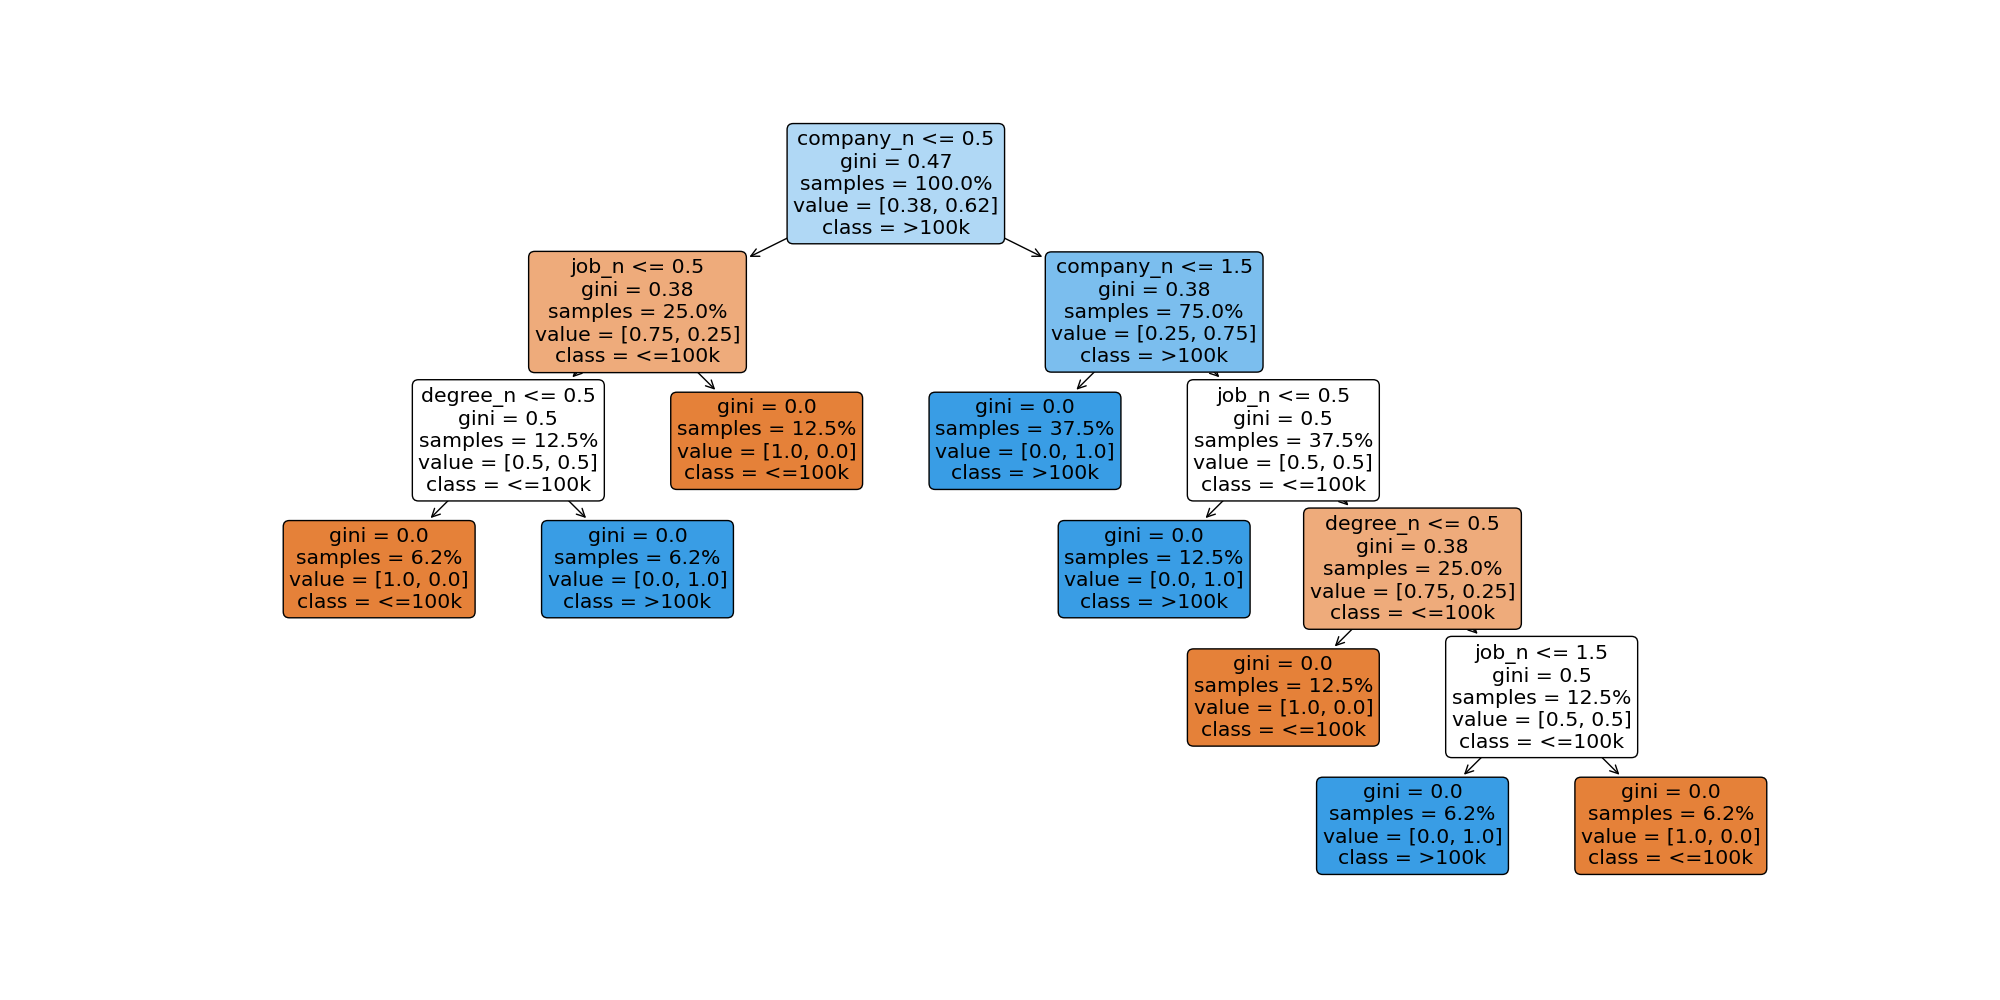 company_n <= 0.5
gini = 0.47
samples = 100.0%
value = [0.38, 0.62]
class = >100k
job_n <= 0.5
gini = 0.38
samples = 25.0%
value = [0.75, 0.25]
class = <=100k
company_n <= 1.5
gini = 0.38
samples = 75.0%
value = [0.25, 0.75]
class = >100k
degree_n <= 0.5
gini = 0.5
samples = 12.5%
value = [0.5, 0.5]
class = <=100k
gini = 0.0
samples = 12.5%
value = [1.0, 0.0]
class = <=100k
gini = 0.0
samples = 37.5%
value = [0.0, 1.0]
class = >100k
job_n <= 0.5
gini = 0.5
samples = 37.5%
value = [0.5, 0.5]
class = <=100k
gini = 0.0
samples = 6.2%
value = [1.0, 0.0]
class = <=100k
gini = 0.0
samples = 6.2%
value = [0.0, 1.0]
class = >100k
gini = 0.0
samples = 12.5%
value = [0.0, 1.0]
class = >100k
degree_n <= 0.5
gini = 0.38
samples = 25.0%
value = [0.75, 0.25]
class = <=100k
gini = 0.0
samples = 12.5%
value = [1.0, 0.0]
class = <=100k
job_n <= 1.5
gini = 0.5
samples = 12.5%
value = [0.5, 0.5]
class = <=100k
gini = 0.0
samples = 6.2%
value = [0.0, 1.0]
class = >100k
gini = 0.0
samples = 6.2%
value = [1.0, 0.0]
class = <=100k